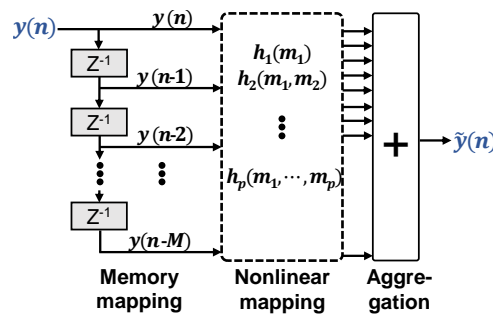 y(n)
y(n)
Z-1
y(n-1)
h1(m1)
h2(m1,m2)
Z-1
y(n-2)
+
ỹ(n)
hp(m1,⋯,mp)
Z-1
y(n-M)
Memory mapping
Nonlinear mapping
Aggre-gation